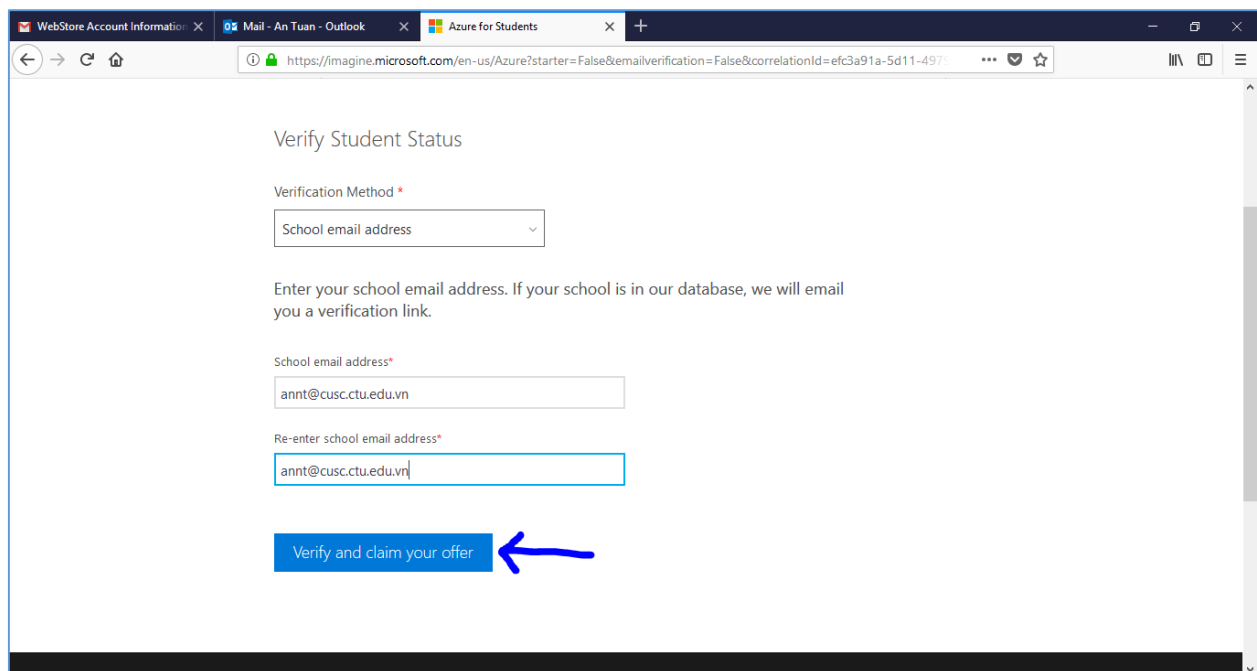 WebStore Account Information
Mail - An Tuan - Outlook
Azure for Students
https://imagine.microsoft.com/en-us/Azure?starter=False&emailverification=False&correlationId=efc3a91a-5d11-497
Verify Student Status
Verification Method *
School email address
Enter your school email address. If your school is in our database, we will email
you a verification link.
School email address*
annt@cusc.ctu.edu.vn
Re-enter school email address*
annt@cusc.ctu.edu.vn
Verify and claim your offer